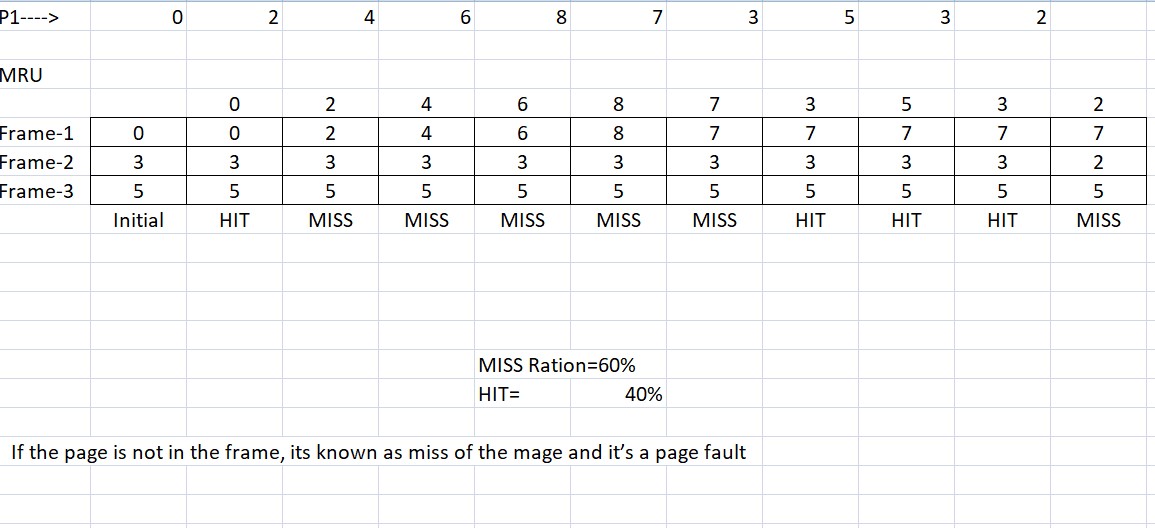 P1----> 0 2 4 6 8 7 3 5 3 2
MRU
0 2 4 6 8 7 3 5 3 2
Frame-1 0 0 2 4 6 8 7 7 7 7 7
Frame-2 3 3 3 3 3 3 3 3 3 3 2
Frame-3 5 5 5 5 5 5 5 5 5 5 5
Initial HIT MISS MISS MISS MISS MISS HIT HIT HIT MISS
MISS Ration=60%
HIT= 40%
If the page is not in the frame, its known as miss of the mage and it’s a page fault